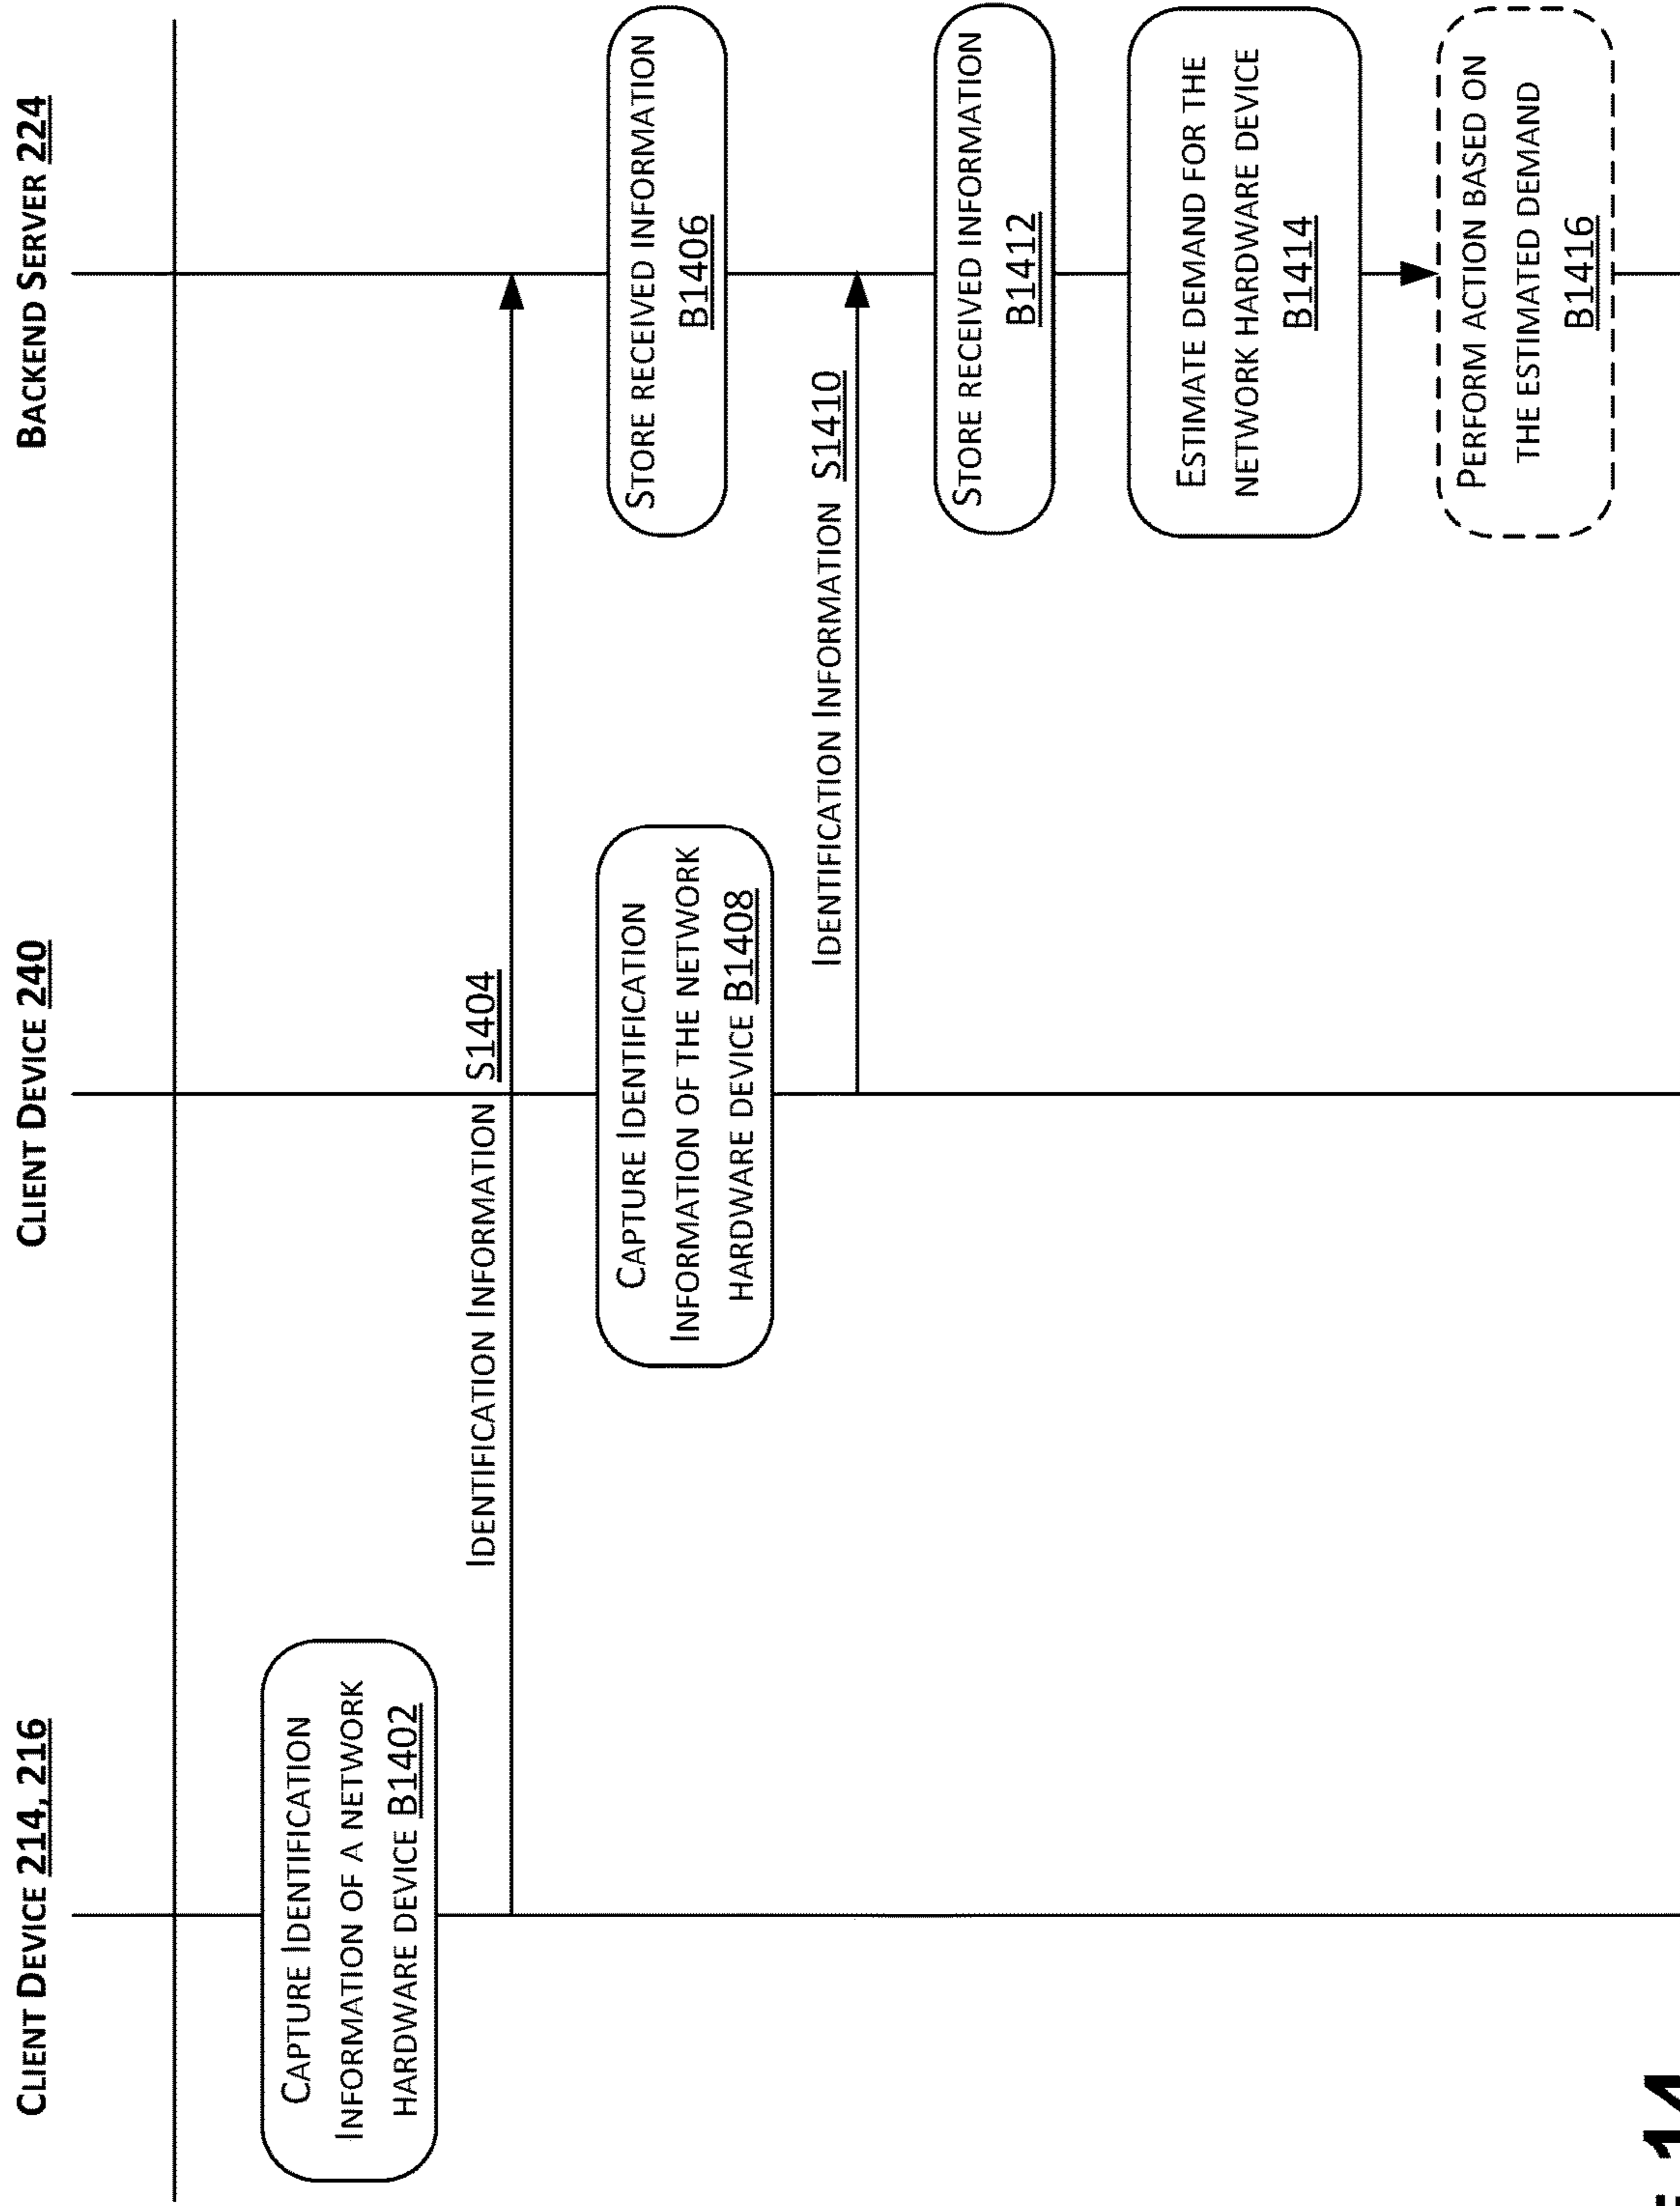 CLIENT DEVICE 214, 216
CLIENT DEVICE 240
BACKEND SERVER 224
CAPTURE IDENTIFICATION
INFORMATION OF A NETWORK
HARDWARE DEVICE B1402
IDENTIFICATION INFORMATION S1404
STORE RECEIVED INFORMATION
B1406
CAPTURE IDENTIFICATION
INFORMATION OF THE NETWORK
HARDWARE DEVICE B1408
IDENTIFICATION INFORMATION S1410
STORE RECEIVED INFORMATION
B1412
ESTIMATE DEMAND FOR THE
NETWORK HARDWARE DEVICE
B1414
PERFORM ACTION BASED ON
THE ESTIMATED DEMAND
B1416
14